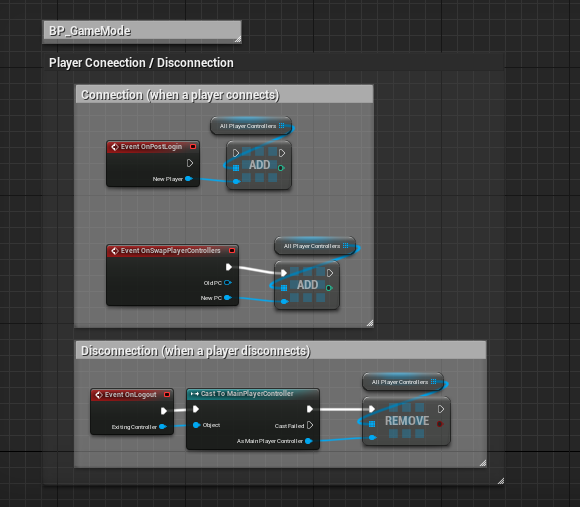 BP_GameMode
Player Coneection / Disconnection
Connection (when a player connects)
All Player Controllers
Event OnPostLogin
ADD
New Player
All Player Controllers
Event OnSwapPlayerControllers
ADD
Old PC
New PC
Disconnection (when a player disconnects)
All Player Controllers
Event OnLogout
Cast To MainPlayerController
Exiting Controller
Object
Cast Failed
REMOVE
As Main Player Controller